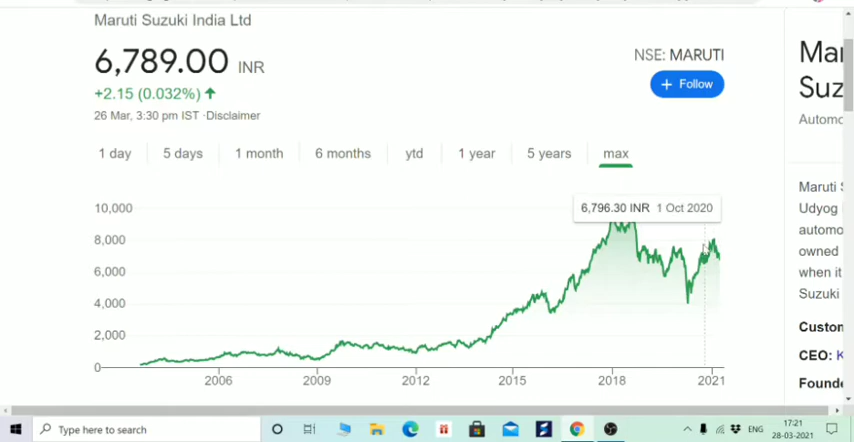 Maruti Suzuki India Ltd
6,789.00 INR
NSE: MARUTI
+ Follow
+2.15 (0.032%)
26 Mar, 3:30 pm IST ·Disclaimer
1 day 5 days 1 month 6 months ytd 1 year 5 years max
6,796.30 INR 1 Oct 2020
10,000
8,000
6,000
4,000
2,000
0
2006 2009 2012 2015 2018 2021
Mar
Suz
Automo
Maruti S
Udyog
automo
owned
when it
Suzuki
Custom
CEO: K
Founde
Type here to search
ENG
17:21
28-03-2021